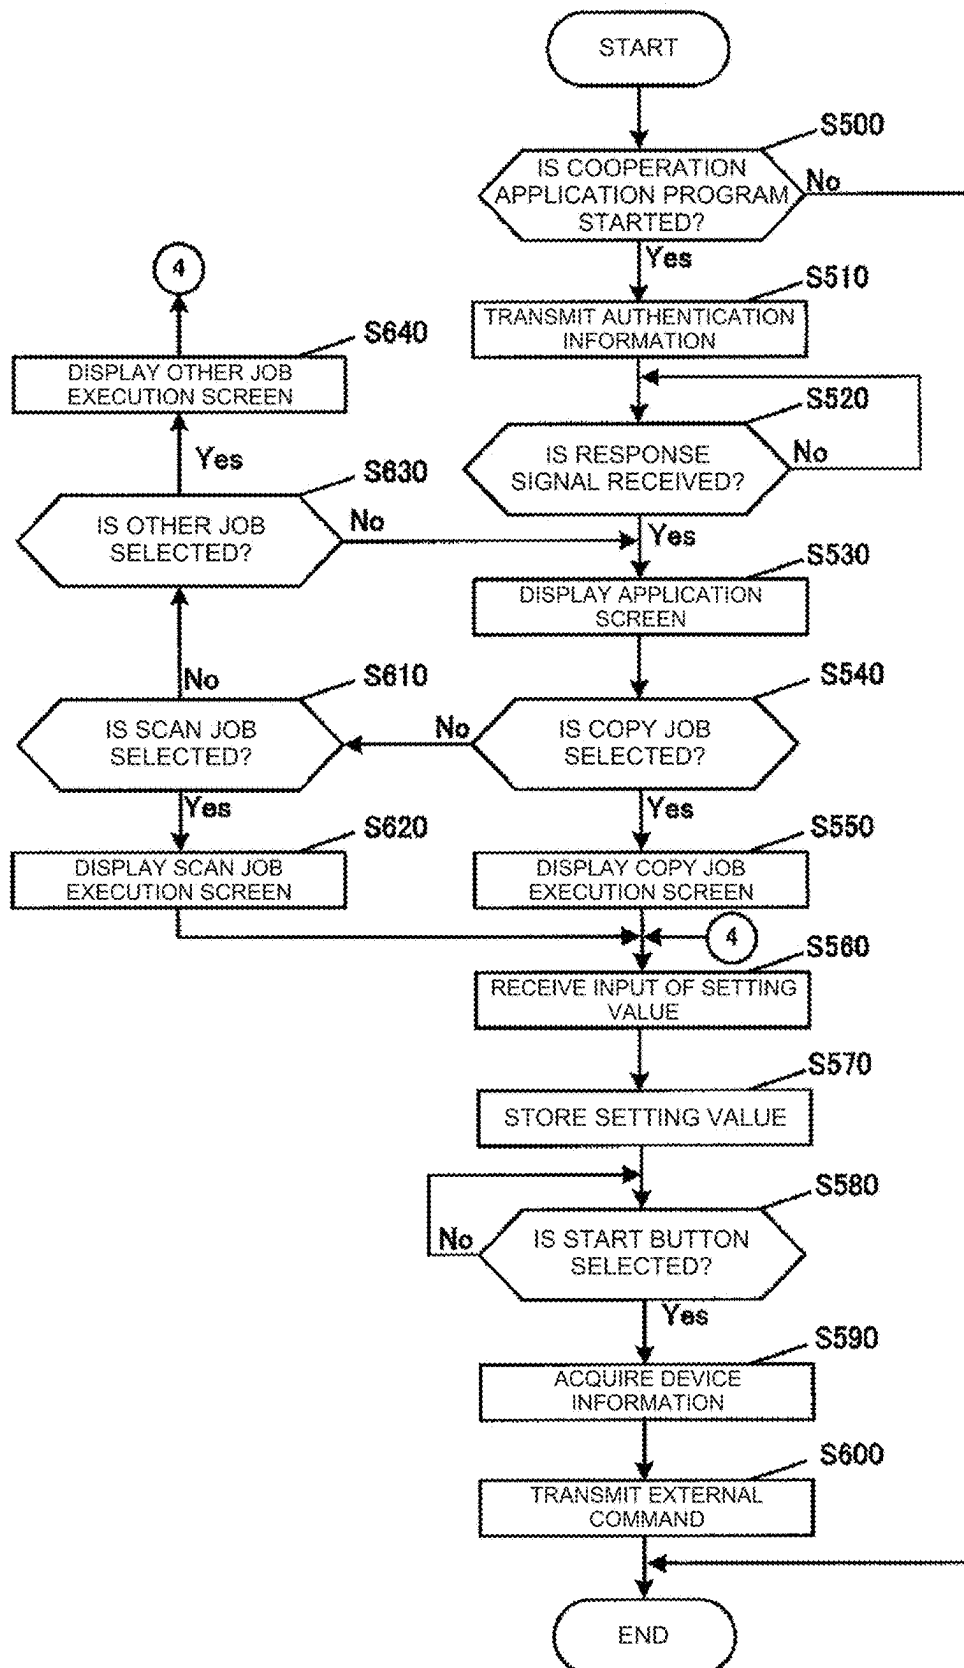 START
S500
IS COOPERATION
APPLICATION PROGRAM
STARTED?
No
Yes
4
S510
TRANSMIT AUTHENTICATION
INFORMATION
S640
DISPLAY OTHER JOB
EXECUTION SCREEN
S520
IS RESPONSE
SIGNAL RECEIVED?
No
Yes
Yes
S630
IS OTHER JOB
SELECTED?
No
S530
DISPLAY APPLICATION
SCREEN
No
S610
IS SCAN JOB
SELECTED?
Yes
S540
IS COPY JOB
SELECTED?
No
Yes
S620
DISPLAY SCAN JOB
EXECUTION SCREEN
S550
DISPLAY COPY JOB
EXECUTION SCREEN
4
S560
RECEIVE INPUT OF SETTING
VALUE
S570
STORE SETTING VALUE
S580
IS START BUTTON
SELECTED?
No
Yes
S590
ACQUIRE DEVICE
INFORMATION
S600
TRANSMIT EXTERNAL
COMMAND
END